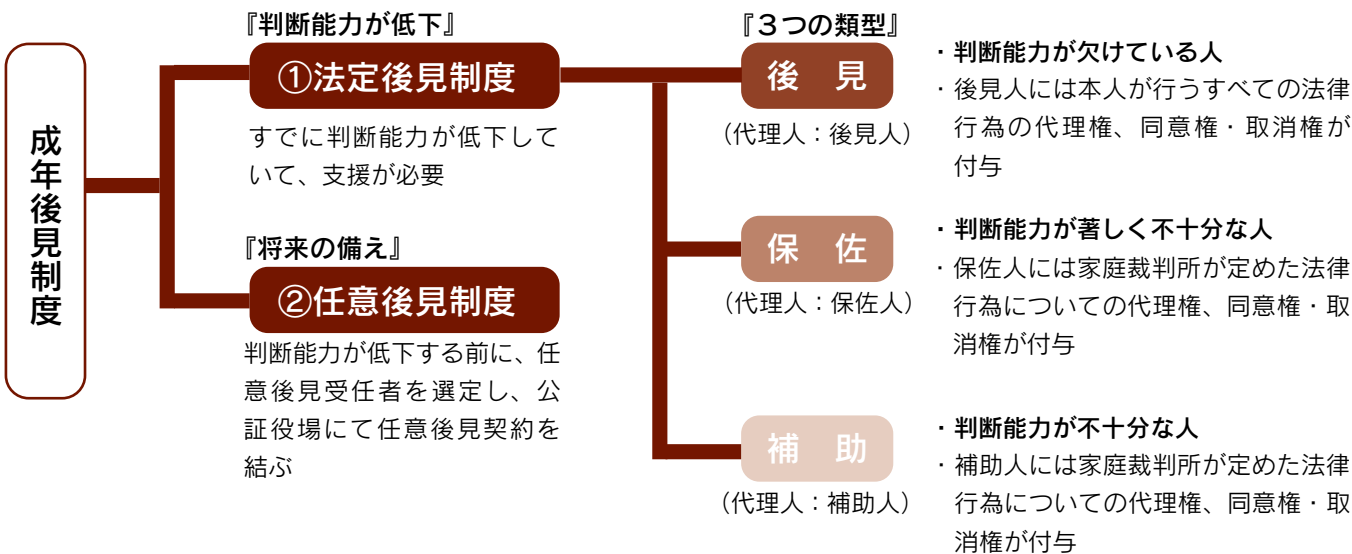 成年後見制度
『判断能力が低下』
①法定後見制度
すでに判断能力が低下して
いて、支援が必要
『将来の備え』
②任意後見制度
判断能力が低下する前に、任
意後見受任者を選定し、公
証役場にて任意後見契約を
結ぶ
『３つの類型』
後　見
（代理人：後見人）
・判断能力が欠けている人
・後見人には本人が行うすべての法律
行為の代理権、同意権・取消権が
付与
保　佐
（代理人：保佐人）
・判断能力が著しく不十分な人
・保佐人には家庭裁判所が定めた法律
行為についての代理権、同意権・取
消権が付与
補　助
（代理人：補助人）
・判断能力が不十分な人
・補助人には家庭裁判所が定めた法律
行為についての代理権、同意権・取
消権が付与